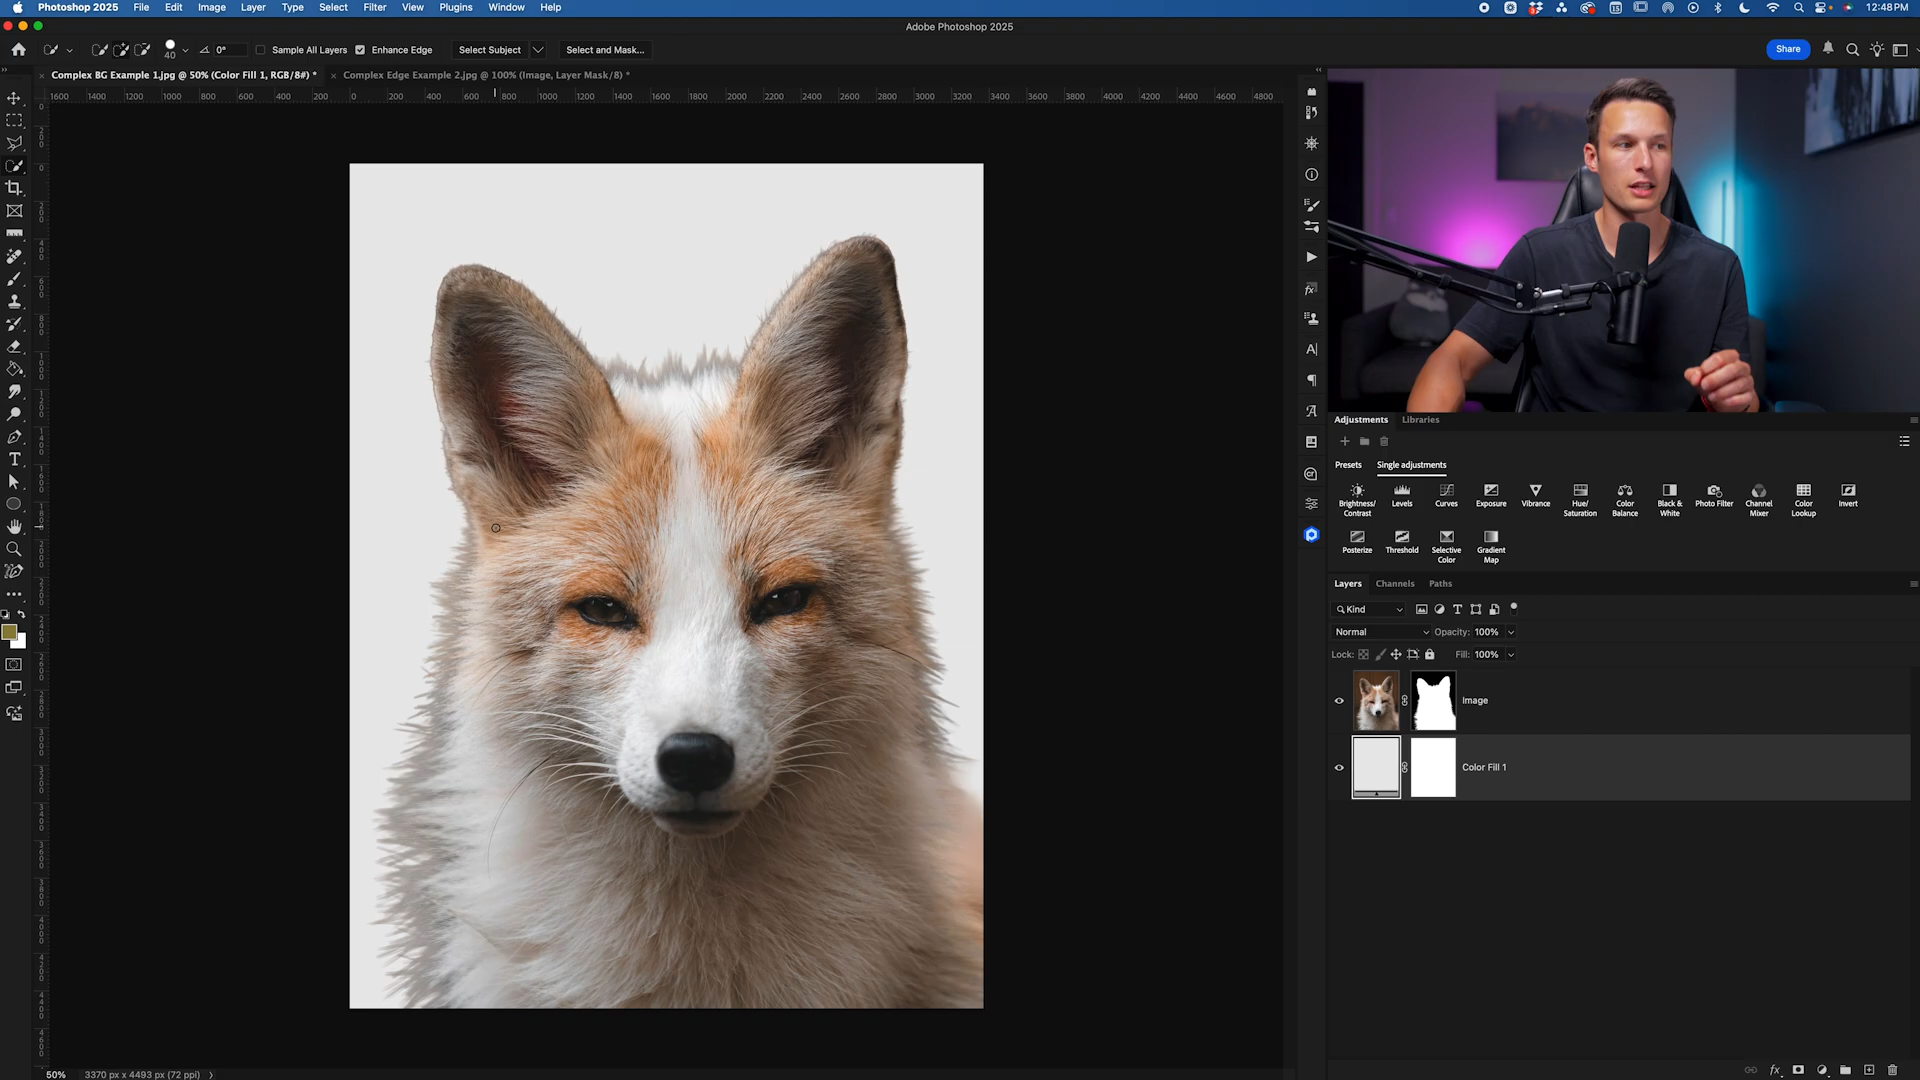 Photoshop 2025 File Edit Image Layer Type Select Filter View Plugins Window Help 12:48 PM
Adobe Photoshop 2025
40 0° Sample All Layers Enhance Edge Select Subject Select and Mask... Share
Complex BG Example 1.jpg @ 50% (Color Fill 1, RGB/8#) * Complex Edge Example 2.jpg @ 100% (Image, Layer Mask/8) *
1600 1400 1200 1000 800 600 400 200 0 200 400 600 800 1000 1200 1400 1600 1800 2000 2200 2400 2600 2800 3000 3200 3400 3600 3800 4000 4200 4400 4600 4800
Adjustments Libraries
Presets Single adjustments
Brightness/Contrast Levels Curves Exposure Vibrance Hue/Saturation Color Balance Black & White Photo Filter Channel Mixer Color Lookup Invert
Posterize Threshold Selective Color Gradient Map
Layers Channels Paths
Kind
Normal Opacity: 100%
Lock: Fill: 100%
Image
Color Fill 1
50% 3370 px x 4493 px (72 ppi)